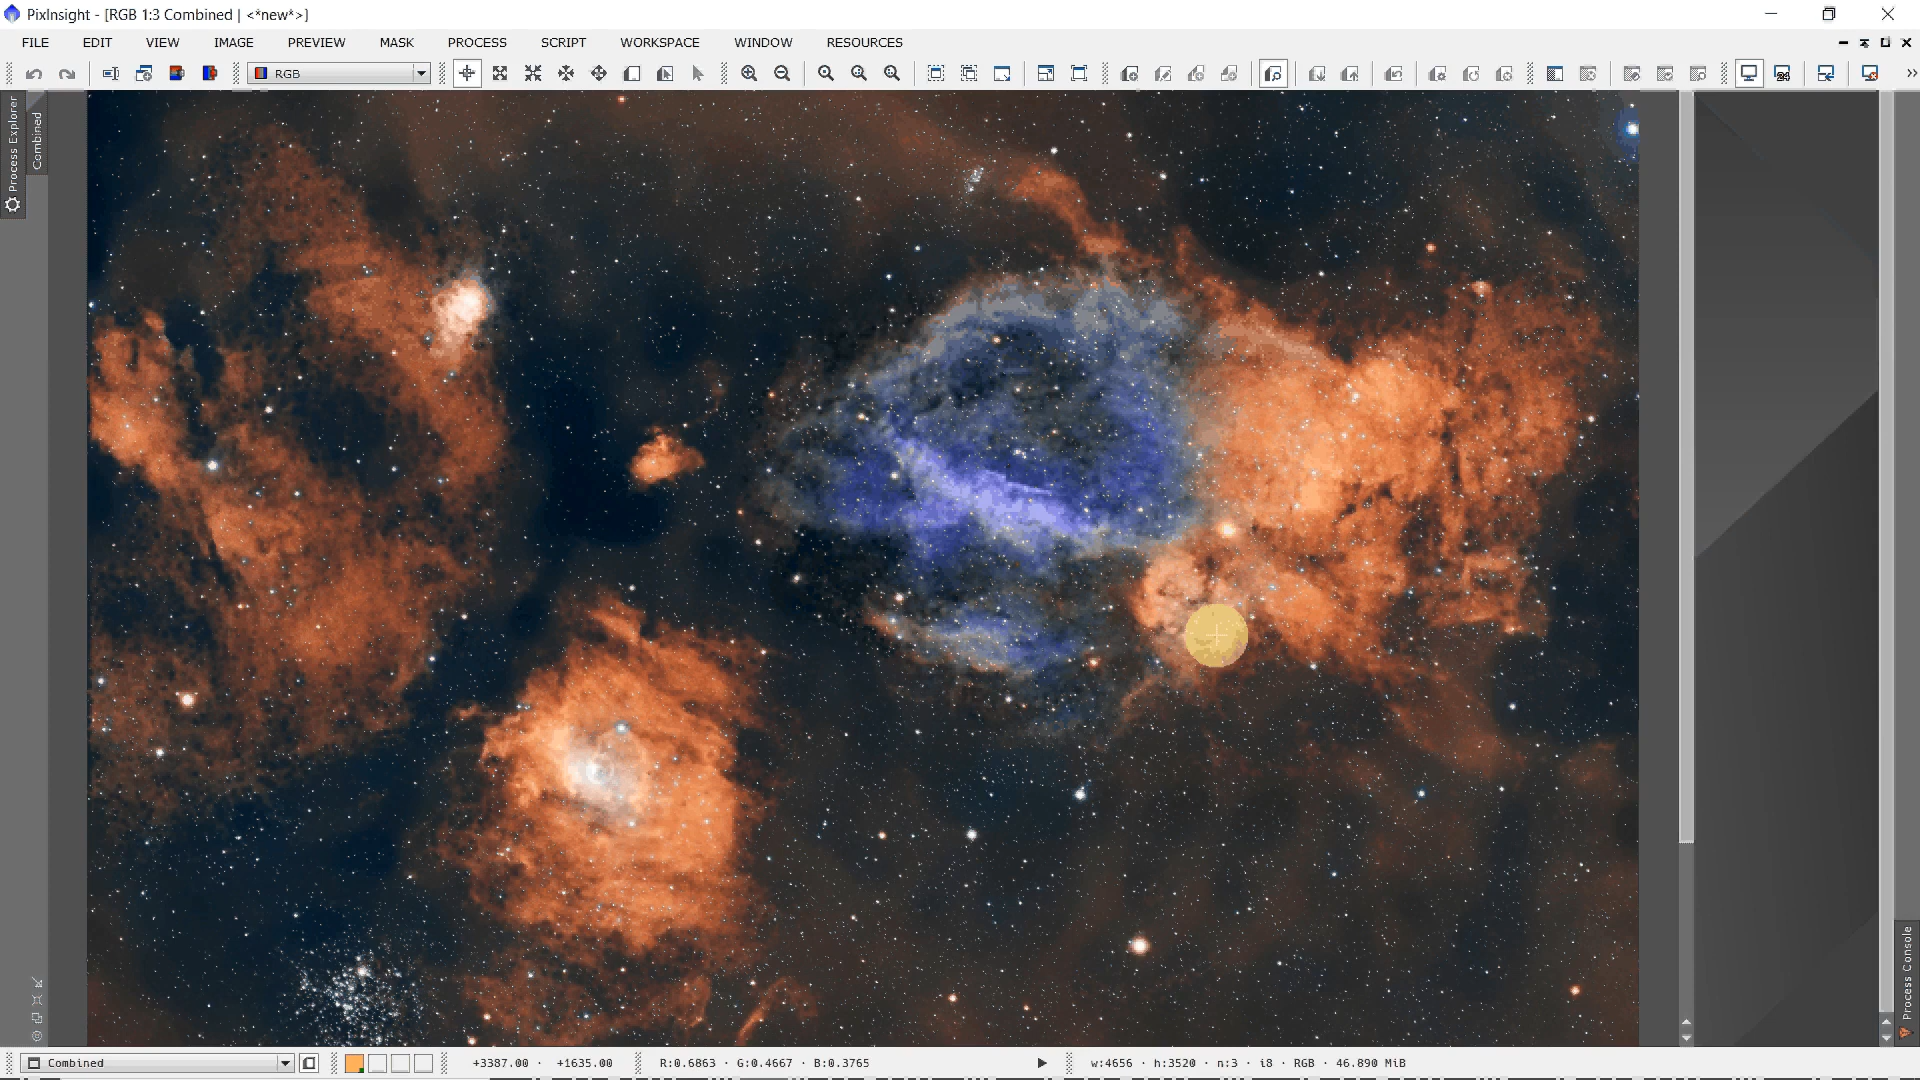 PixInsight - [RGB 1:3 Combined | <*new*>]
FILE EDIT VIEW IMAGE PREVIEW MASK PROCESS SCRIPT WORKSPACE WINDOW RESOURCES
RGB
Process Explorer
Combined
Process Console
Combined
+3387.00 · +1635.00
R:0.6863 · G:0.4667 · B:0.3765
w:4656 · h:3520 · n:3 · i8 · RGB · 46.890 MiB